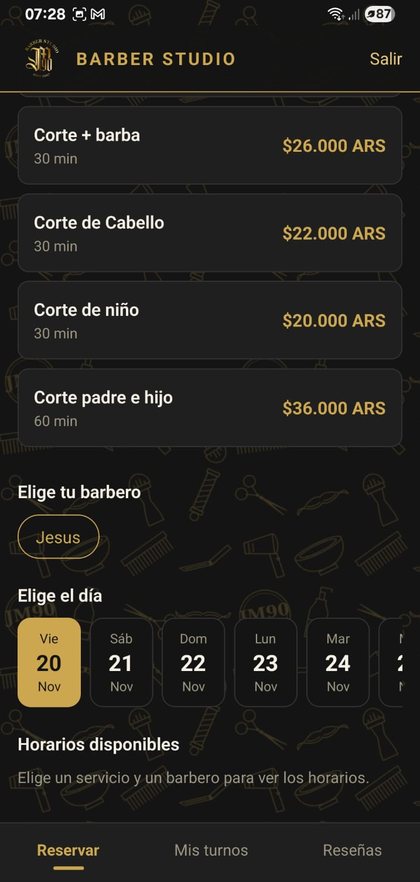 07:28
87
BARBER STUDIO
Salir
Corte + barba
30 min
$26.000 ARS
Corte de Cabello
30 min
$22.000 ARS
Corte de niño
30 min
$20.000 ARS
Corte padre e hijo
60 min
$36.000 ARS
Elige tu barbero
Jesus
Elige el día
JM90
Vie
20
Nov
Sáb
21
Nov
Dom
22
Nov
Lun
23
Nov
Mar
24
Nov
Horarios disponibles
Elige un servicio y un barbero para ver los horarios.
Reservar
Mis turnos
Reseñas